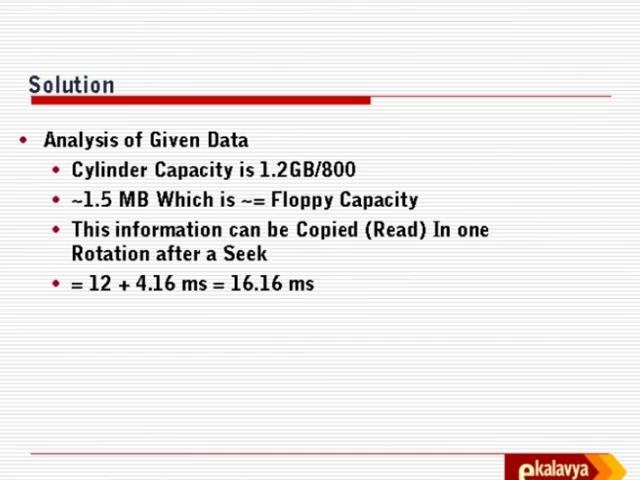 Solution
• Analysis of Given Data
• Cylinder Capacity is 1.2GB/800
• ~1.5 MB Which is ~= Floppy Capacity
• This information can be Copied (Read) In one
Rotation after a Seek
• = 12 + 4.16 ms = 16.16 ms
ekalavya